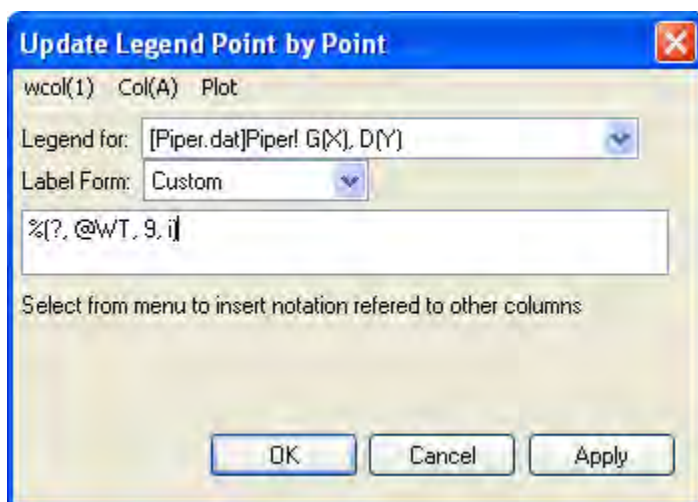 Update Legend Point by Point
wcol(1) Col(A) Plot
Legend for: [Piper.dat]Piper! G(X), D(Y)
Label Form: Custom
%(?, @WT, 9, i)
Select from menu to insert notation refered to other columns
OK Cancel Apply